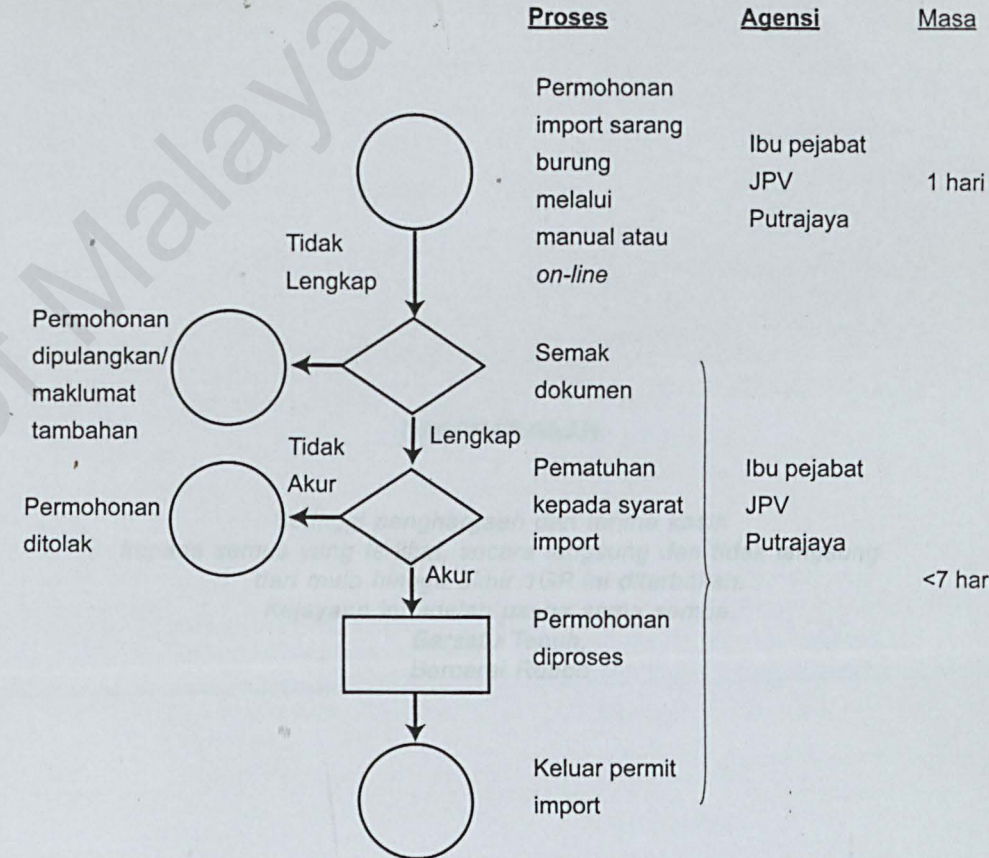 Proses Agensi Masa
Permohonan
import sarang
burung
melalui
manual atau
on-line
Ibu pejabat
JPV
Putrajaya
1 hari
Tidak
Lengkap
Permohonan
dipulangkan/
maklumat
tambahan
Semak
dokumen
Lengkap
Tidak
Akur
Permohonan
ditolak
Pematuhan
kepada syarat
import
Ibu pejabat
JPV
Putrajaya
Akur
<7 har
Permohonan
diproses
Keluar permit
import
Malaya